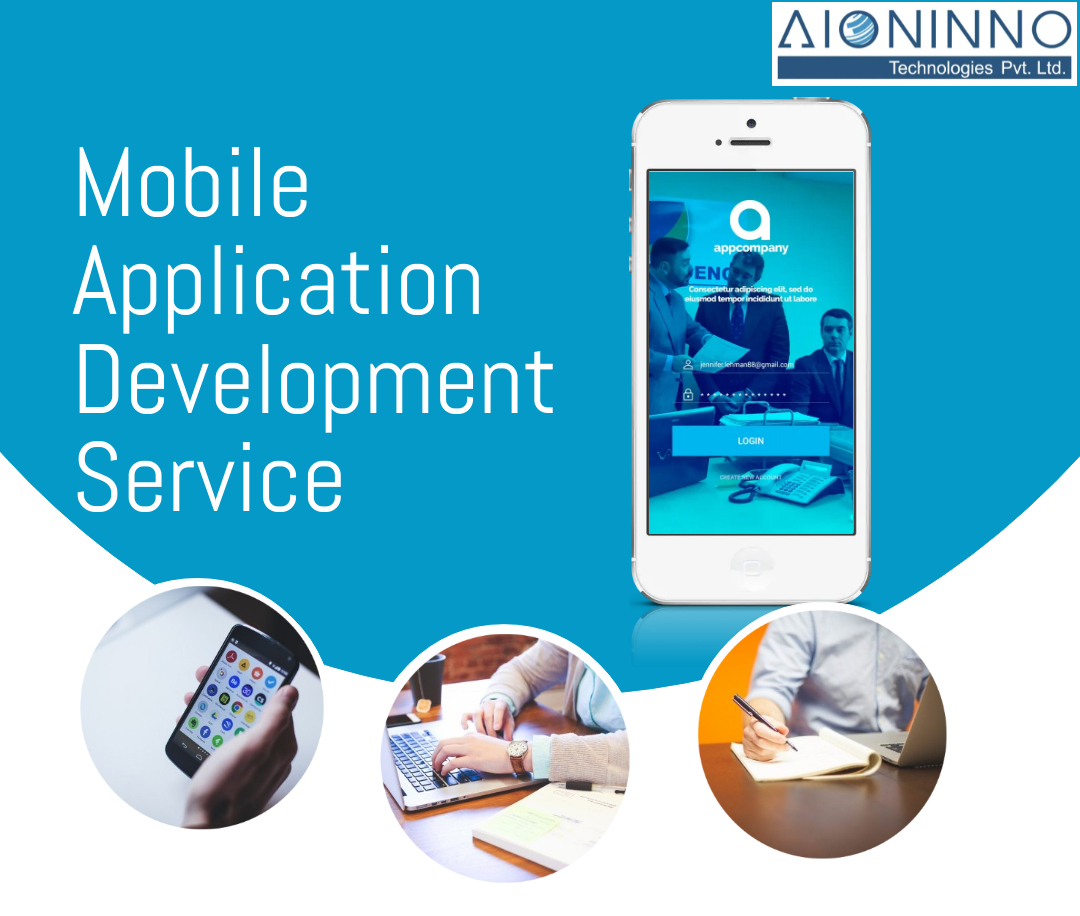 AIONINNO
Technologies Pvt. Ltd.
Mobile
Application
Development
Service
a
appcompany
Consectetur adipiscing elit, sed do
eiusmod tempor incididunt ut labore
jennifer.lehman88@gmail.com
LOGIN
CREATE NEW ACCOUNT